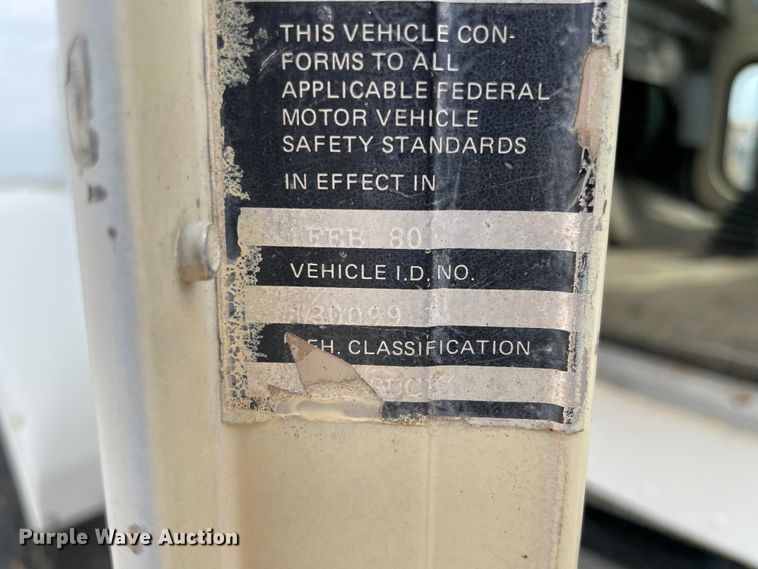 THIS VEHICLE CON-
FORMS TO ALL
APPLICABLE FEDERAL
MOTOR VEHICLE
SAFETY STANDARDS
IN EFFECT IN
FEB 80
VEHICLE I.D. NO.
EH. CLASSIFICATION
Purple Wave Auction